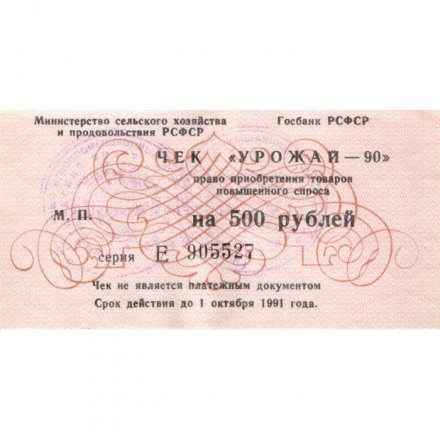 Министерство сельского хозяйства
и продовольствия РСФСР
Госбанк РСФСР
ЧЕК «УРОЖАЙ—90»
право приобретения товаров
повышенного спроса
М. П.
на 500 рублей
серия Е 905527
Чек не является платежным документом
Срок действия до 1 октября 1991 года.